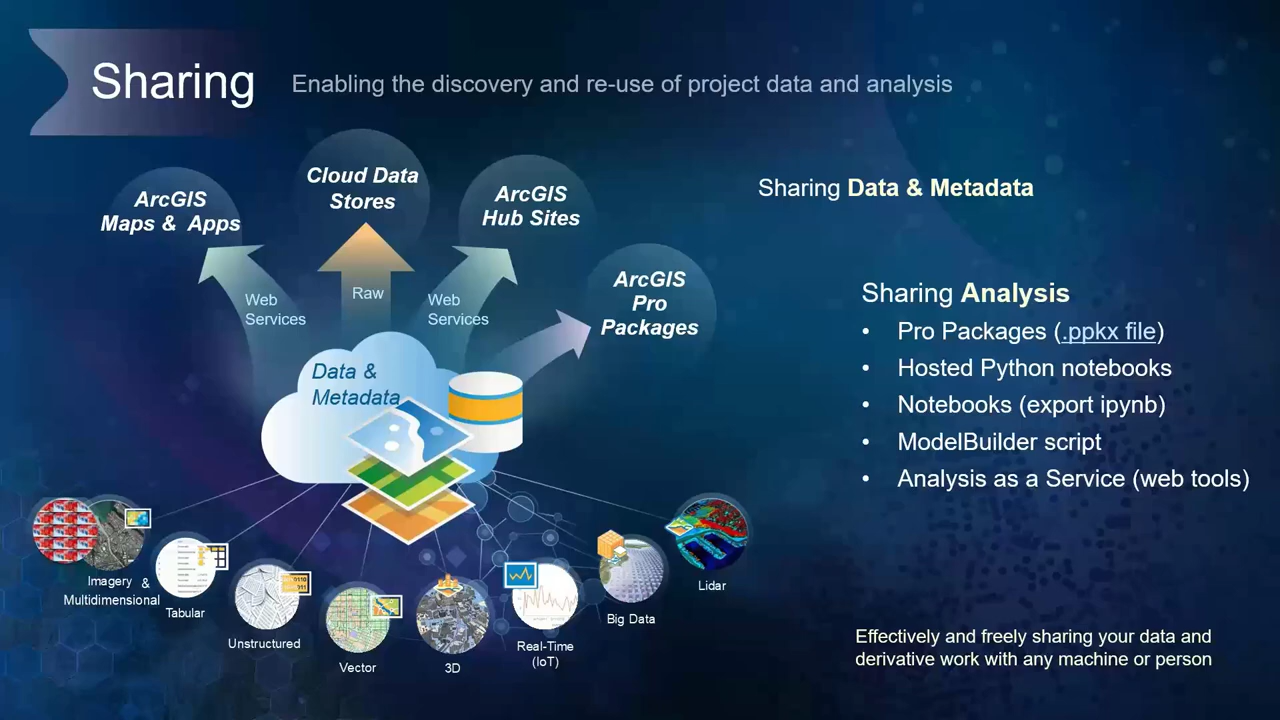 Sharing
Enabling the discovery and re-use of project data and analysis
ArcGIS
Maps & Apps
Cloud Data
Stores
ArcGIS
Hub Sites
ArcGIS
Pro
Packages
Web
Services
Raw
Web
Services
Data &
Metadata
Imagery &
Multidimensional
Tabular
Unstructured
Vector
3D
Real-Time
(IoT)
Big Data
Lidar
Sharing Data & Metadata
Sharing Analysis
• Pro Packages (.ppkx file)
• Hosted Python notebooks
• Notebooks (export ipynb)
• ModelBuilder script
• Analysis as a Service (web tools)
Effectively and freely sharing your data and
derivative work with any machine or person